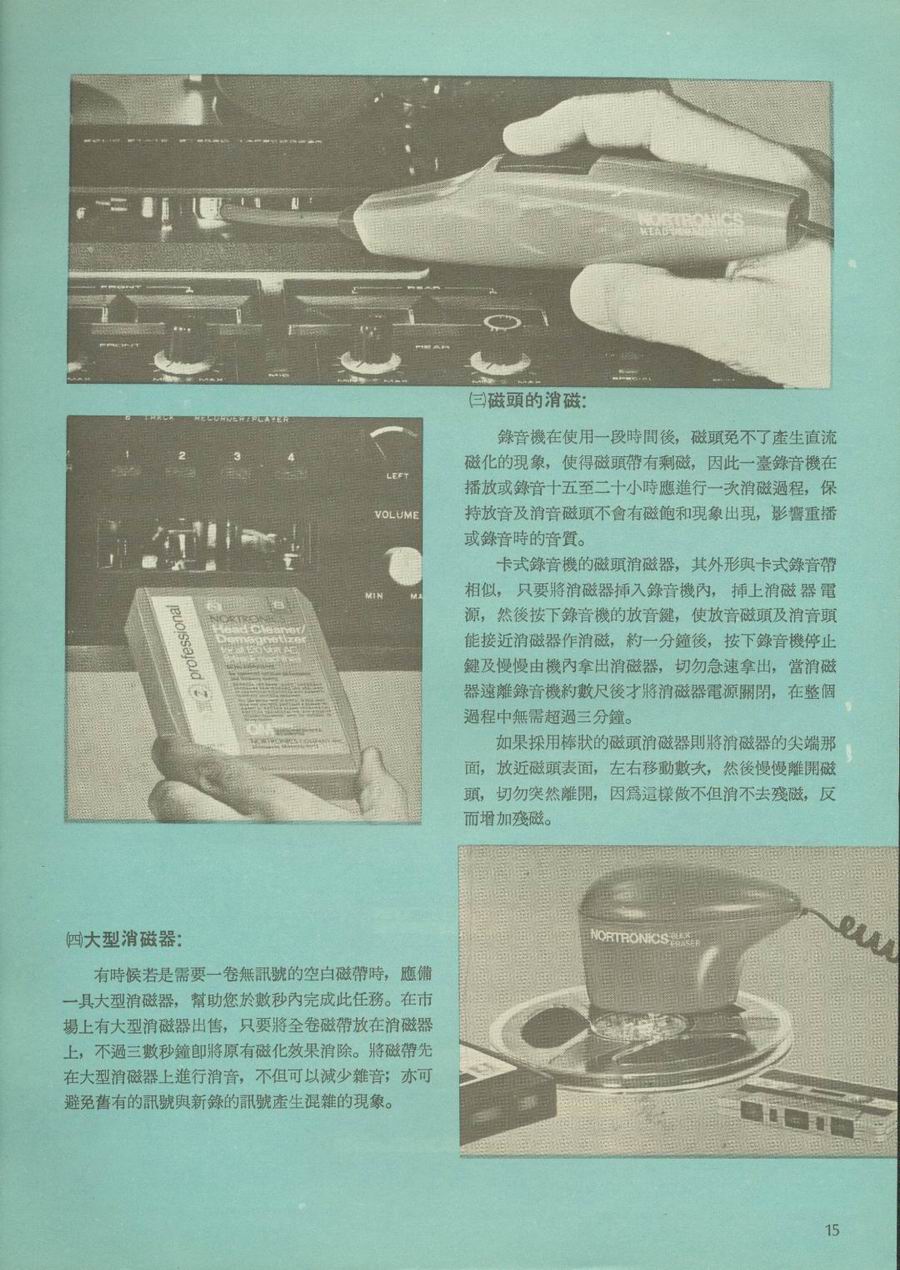 NORTRONICS
FRONT
REAR
FRONT
REAR
MIN
MAX
㈢磁頭的消磁：
錄音機在使用一段時間後，磁頭免不了產生直流
磁化的現象，使得磁頭帶有剩磁，因此一臺錄音機在
播放或錄音十五至二十小時應進行一次消磁過程，保
持放音及消音磁頭不會有磁飽和現象出現，影響重播
或錄音時的音質。
卡式錄音機的磁頭消磁器，其外形與卡式錄音帶
相似，只要將消磁器挿入錄音機內，挿上消磁器電
源，然後按下錄音機的放音鍵，使放音磁頭及消音頭
能接近消磁器作消磁，約一分鐘後，按下錄音機停止
鍵及慢慢由機內拿出消磁器，切勿急速拿出，當消磁
器遠離錄音機約數尺後才將消磁器電源關閉，在整個
過程中無需超過三分鐘。
如果採用棒狀的磁頭消磁器則將消磁器的尖端那
面，放近磁頭表面，左右移動數次，然後慢慢離開磁
頭，切勿突然離開，因爲這樣做不但消不去殘磁，反
而增加殘磁。
8 TRACK RECORDER/PLAYER
1 2 3 4
LEFT
VOLUME
MIN
professional
NORTRONICS
Head Cleaner/
Demagnetizer
QM
㈣大型消磁器：
有時候若是需要一卷無訊號的空白磁帶時，應備
一具大型消磁器，幫助您於數秒內完成此任務。在市
場上有大型消磁器出售，只要將全卷磁帶放在消磁器
上，不過三數秒鐘卽將原有磁化效果消除。將磁帶先
在大型消磁器上進行消音，不但可以減少雜音；亦可
避免舊有的訊號與新錄的訊號產生混雜的現象。
NORTRONICS BULK
ERASER
15